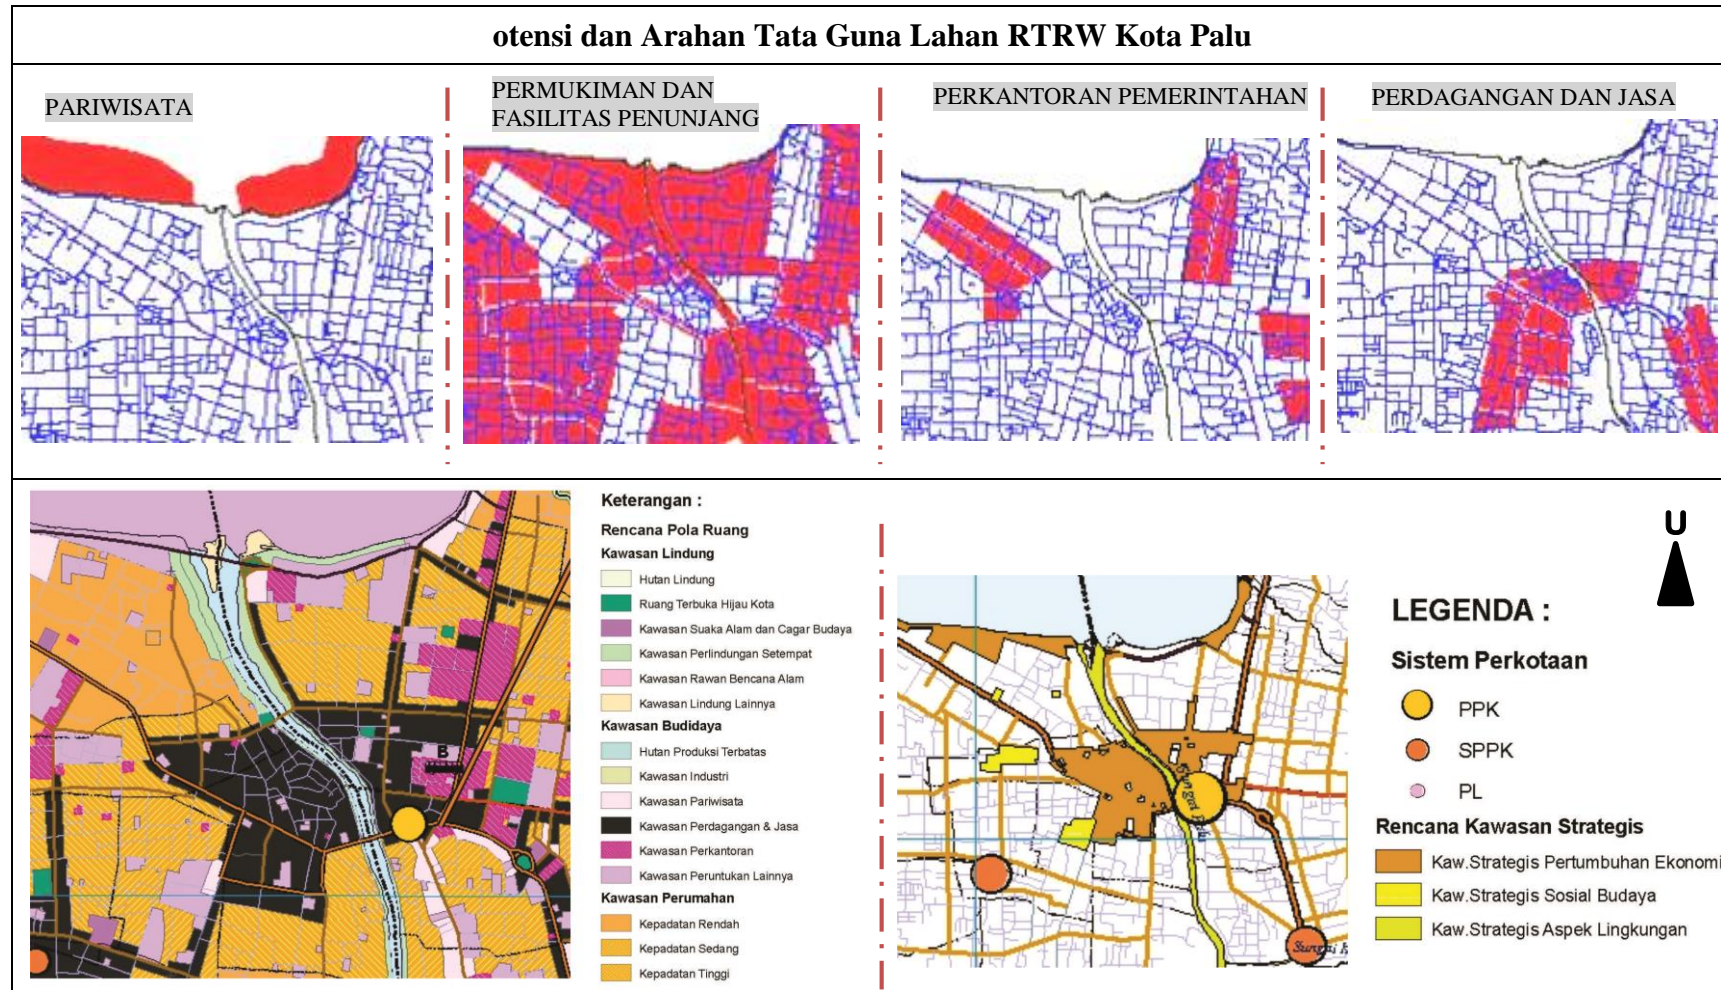 otensi dan Arahan Tata Guna Lahan RTRW Kota Palu
PARIWISATA
PERMUKIMAN DAN
FASILITAS PENUNJANG
PERKANTORAN PEMERINTAHAN
PERDAGANGAN DAN JASA
B
Keterangan :
Rencana Pola Ruang
Kawasan Lindung
Hutan Lindung
Ruang Terbuka Hijau Kota
Kawasan Suaka Alam dan Cagar Budaya
Kawasan Perlindungan Setempat
Kawasan Rawan Bencana Alam
Kawasan Lindung Lainnya
Kawasan Budidaya
Hutan Produksi Terbatas
Kawasan Industri
Kawasan Pariwisata
Kawasan Perdagangan & Jasa
Kawasan Perkantoran
Kawasan Peruntukan Lainnya
Kawasan Perumahan
Kepadatan Rendah
Kepadatan Sedang
Kepadatan Tinggi
Sungai
U
LEGENDA :
Sistem Perkotaan
PPK
SPPK
PL
Rencana Kawasan Strategis
Kaw.Strategis Pertumbuhan Ekonomi
Kaw.Strategis Sosial Budaya
Kaw.Strategis Aspek Lingkungan